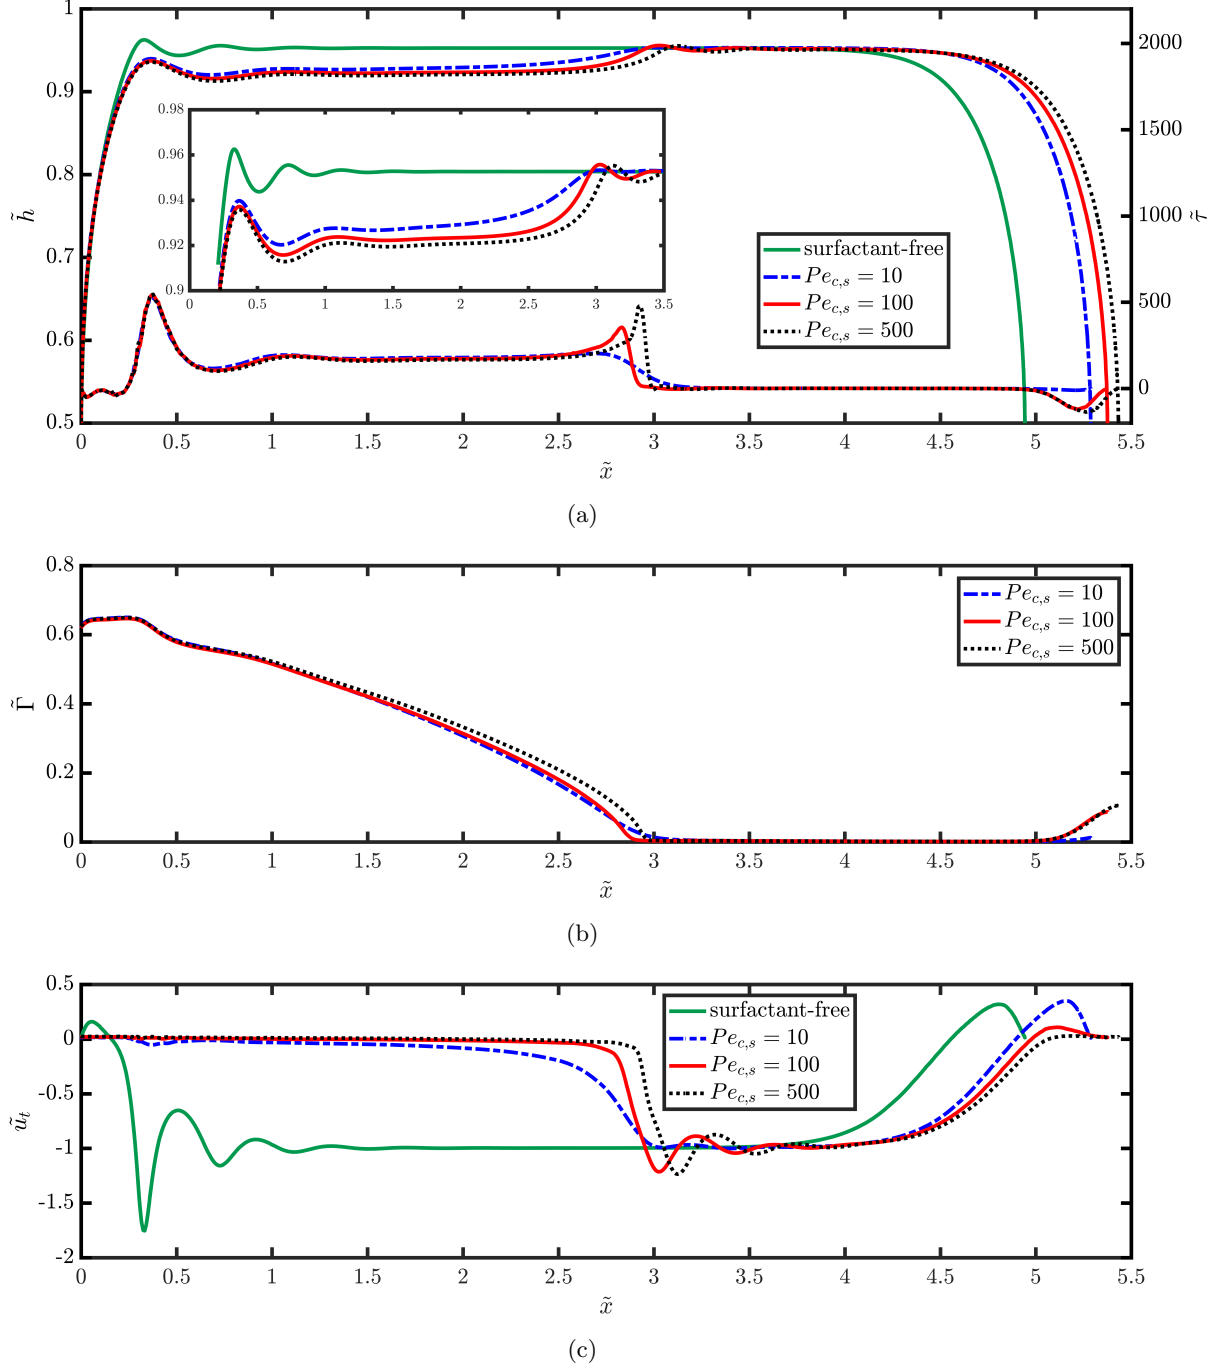 1
0.9
0.8
0.7
0.6
0.5
h̃
2000
1500
1000
500
0
τ̃
0.98
0.96
0.94
0.92
0.9
0 0.5 1 1.5 2 2.5 3 3.5
surfactant-free
Pe_{c,s} = 10
Pe_{c,s} = 100
Pe_{c,s} = 500
0 0.5 1 1.5 2 2.5 3 3.5 4 4.5 5 5.5
x̃
(a)
0.8
0.6
0.4
0.2
0
Γ̃
Pe_{c,s} = 10
Pe_{c,s} = 100
Pe_{c,s} = 500
0 0.5 1 1.5 2 2.5 3 3.5 4 4.5 5 5.5
x̃
(b)
0.5
0
-0.5
-1
-1.5
-2
ũ_t
surfactant-free
Pe_{c,s} = 10
Pe_{c,s} = 100
Pe_{c,s} = 500
0 0.5 1 1.5 2 2.5 3 3.5 4 4.5 5 5.5
x̃
(c)